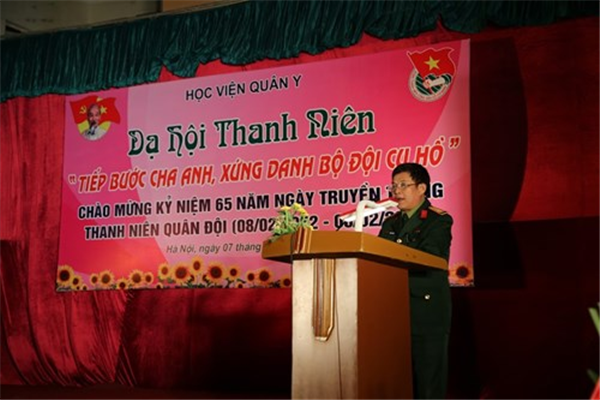 HỌC VIỆN QUÂN Y
Dạ Hội Thanh Niên
"TIẾP BƯỚC CHA ANH, XỨNG DANH BỘ ĐỘI CỤ HỒ"
CHÀO MỪNG KỶ NIỆM 65 NĂM NGÀY TRUYỀN
THANH NIÊN QUÂN ĐỘI (08/02/
Hà Nội, ngày 07 tháng